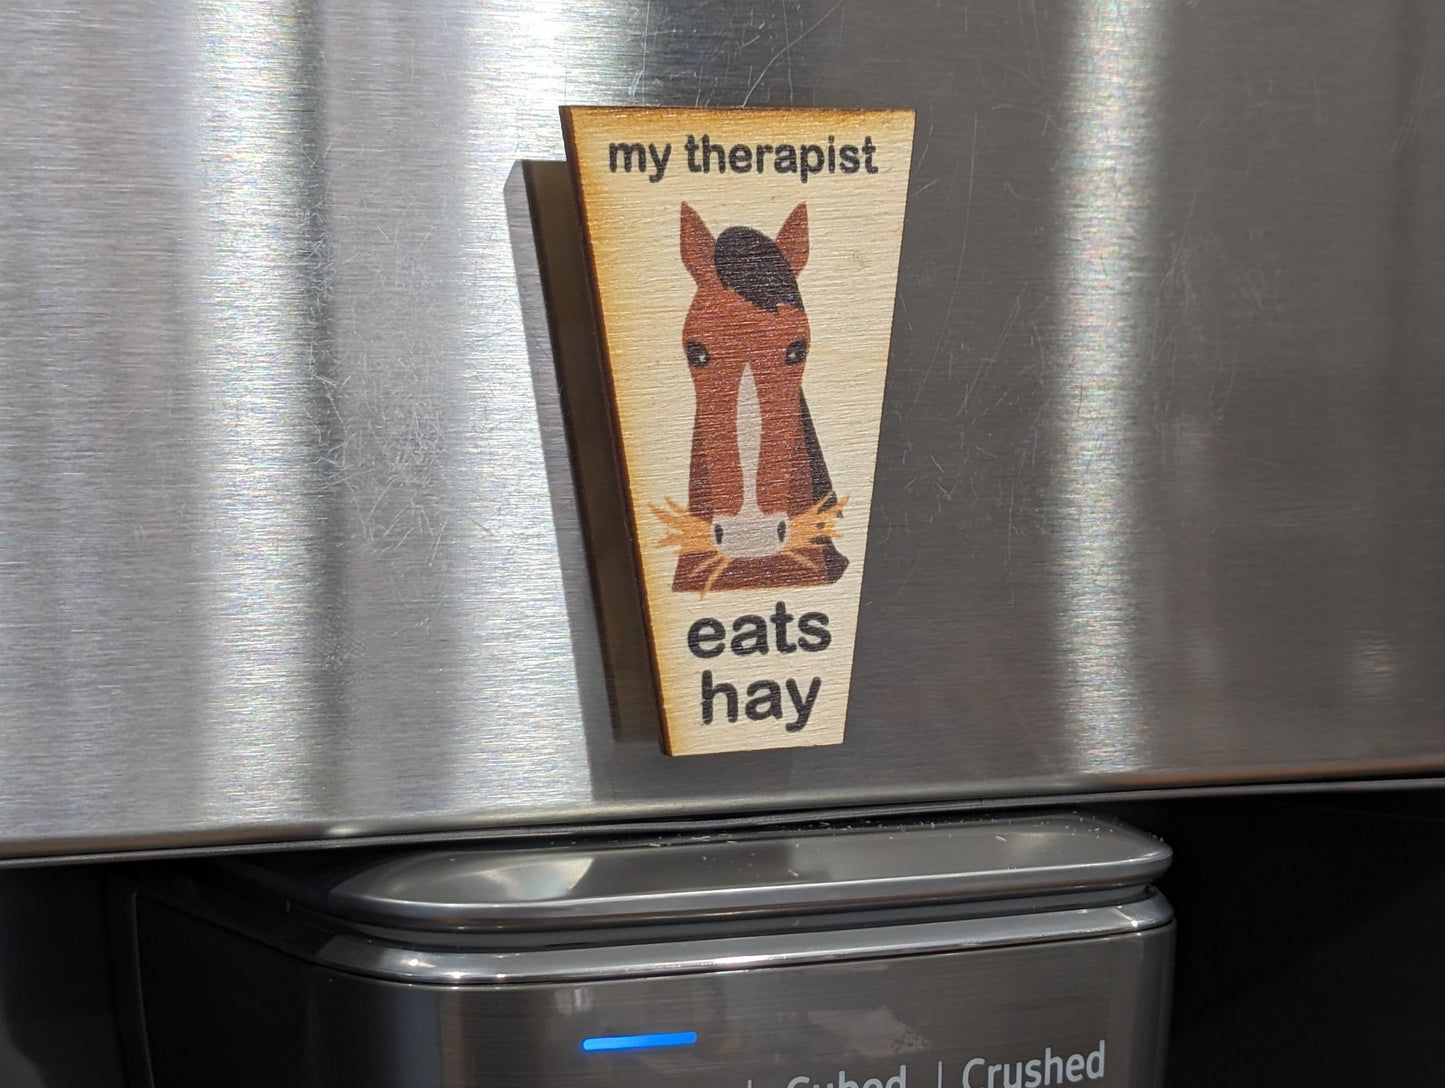 my therapist
eats
hay
| Cubed | Crushed